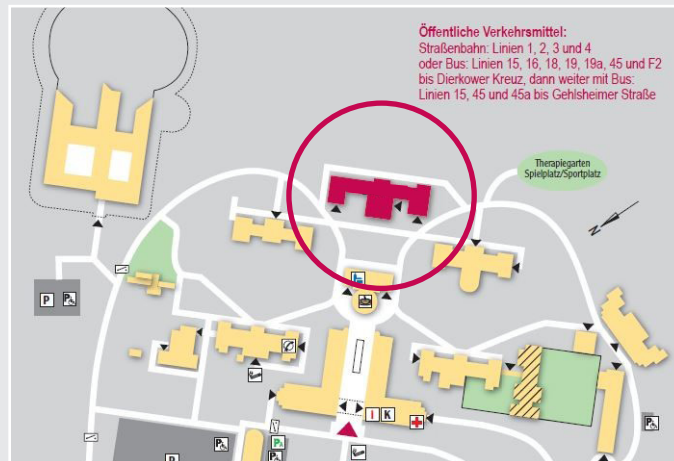 Öffentliche Verkehrsmittel:
Straßenbahn: Linien 1, 2, 3 und 4
oder Bus: Linien 15, 16, 18, 19, 19a, 45 und F2
bis Dierkower Kreuz, dann weiter mit Bus:
Linien 15, 45 und 45a bis Gehlsheimer Straße
Therapiegarten
Spielplatz/Sportplatz
N
P P
I K
P
P
P
P
P